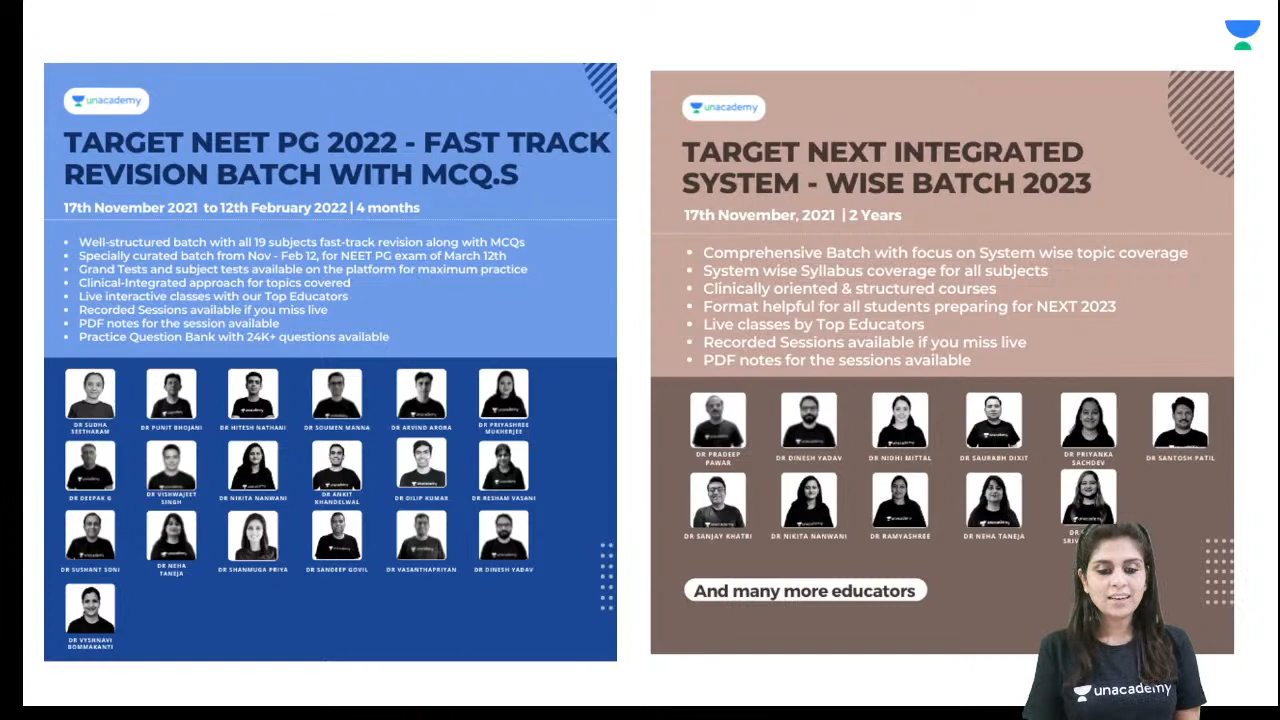 unacademy
TARGET NEET PG 2022 - FAST TRACK
REVISION BATCH WITH MCQ.S
17th November 2021 to 12th February 2022 | 4 months
• Well-structured batch with all 19 subjects fast-track revision along with MCQs
• Specially curated batch from Nov - Feb 12, for NEET PG exam of March 12th
• Grand Tests and subject tests available on the platform for maximum practice
• Clinical-Integrated approach for topics covered
• Live interactive classes with our Top Educators
• Recorded Sessions available if you miss live
• PDF notes for the session available
• Practice Question Bank with 24K+ questions available
DR SUDHA
SEETHARAM
DR PUNIT BHOJANI
DR HITESH NATHANI
DR SOUMEN MANNA
DR ARVIND ARORA
DR PRIYASHREE
MUKHERJEE
DR DEEPAK G
DR VISHWAJEET
SINGH
DR NIKITA NANWANI
DR ANKIT
KHANDELWAL
DR DILIP KUMAR
DR RESHAM VASANI
DR SUSHANT SONI
DR NEHA
TANEJA
DR SHANMUGA PRIYA
DR SANDEEP GOVIL
DR VASANTHAPRIYAN
DR DINESH YADAV
DR VYSHNAVI
BOMMAKANTI
unacademy
TARGET NEXT INTEGRATED
SYSTEM - WISE BATCH 2023
17th November, 2021 | 2 Years
• Comprehensive Batch with focus on System wise topic coverage
• System wise Syllabus coverage for all subjects
• Clinically oriented & structured courses
• Format helpful for all students preparing for NEXT 2023
• Live classes by Top Educators
• Recorded Sessions available if you miss live
• PDF notes for the sessions available
DR PRADEEP
PAWAR
DR DINESH YADAV
DR NIDHI MITTAL
DR SAURABH DIXIT
DR PRIYANKA
SACHDEV
DR SANTOSH PATIL
DR SANJAY KHATRI
DR NIKITA NANWANI
DR RAMYASHREE
DR NEHA TANEJA
DR
And many more educators
unacademy